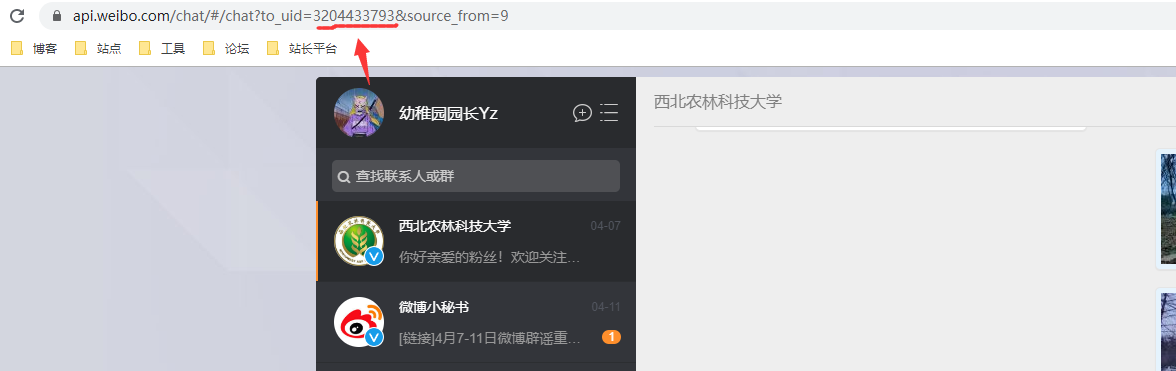 api.weibo.com/chat/#/chat?to_uid=3204433793&source_from=9
博客 站点 工具 论坛 站长平台
幼稚园园长Yz
西北农林科技大学
查找联系人或群
西北农林科技大学 04-07
你好亲爱的粉丝！欢迎关注...
微博小秘书 04-11
[链接]4月7-11日微博辟谣重... 1